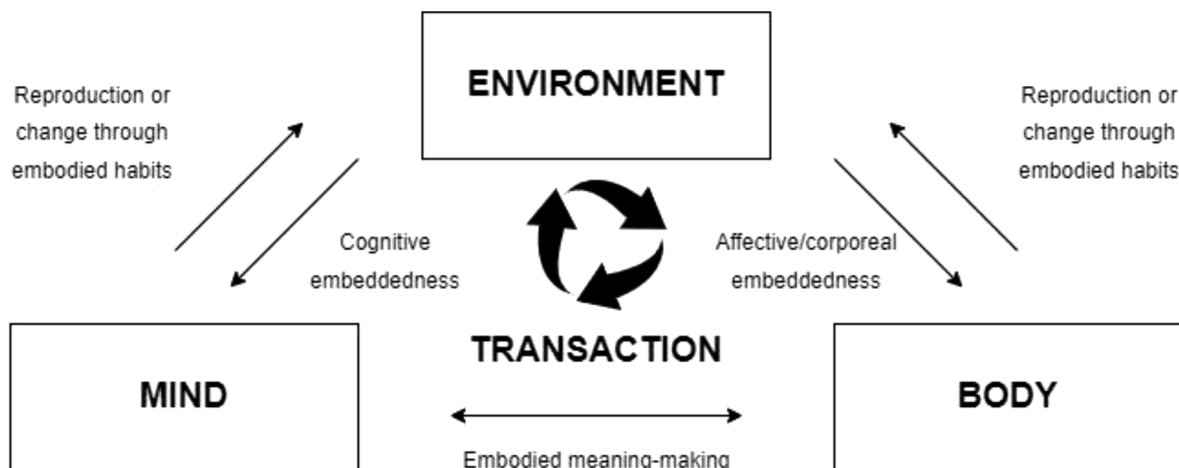 ENVIRONMENT
Reproduction or
change through
embodied habits
Reproduction or
change through
embodied habits
Cognitive
embeddedness
Affective/corporeal
embeddedness
TRANSACTION
MIND
BODY
Embodied meaning-making